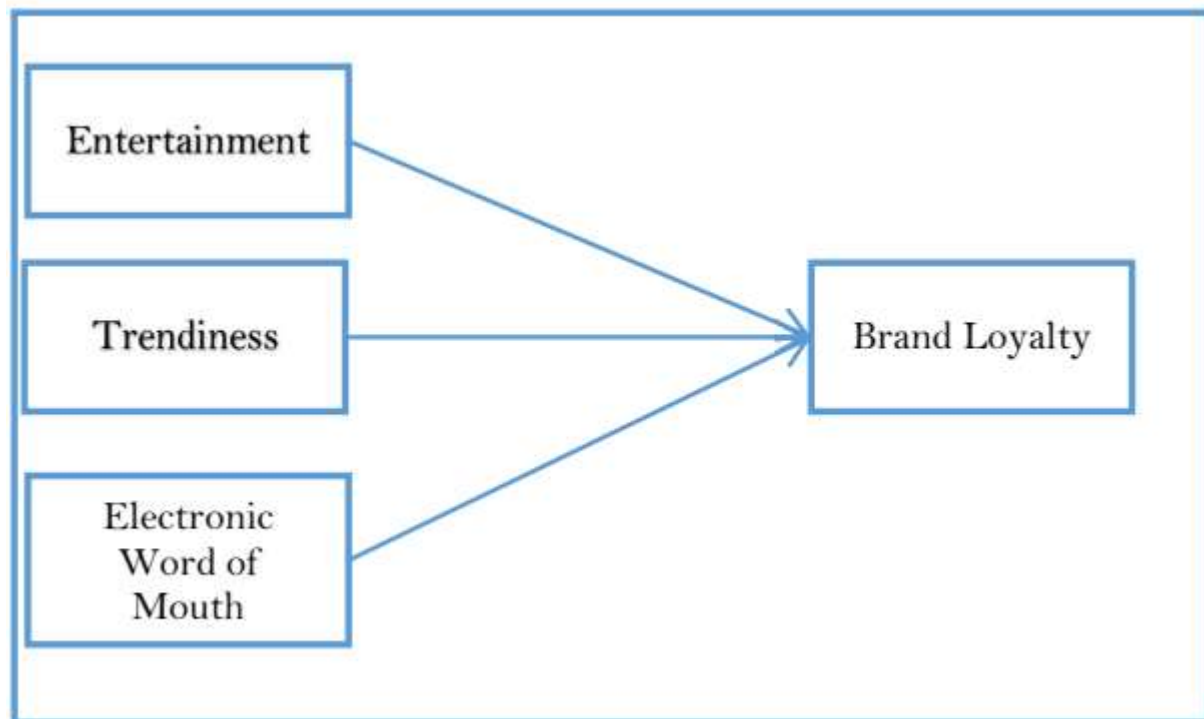 Entertainment
Trendiness
Brand Loyalty
Electronic
Word of
Mouth